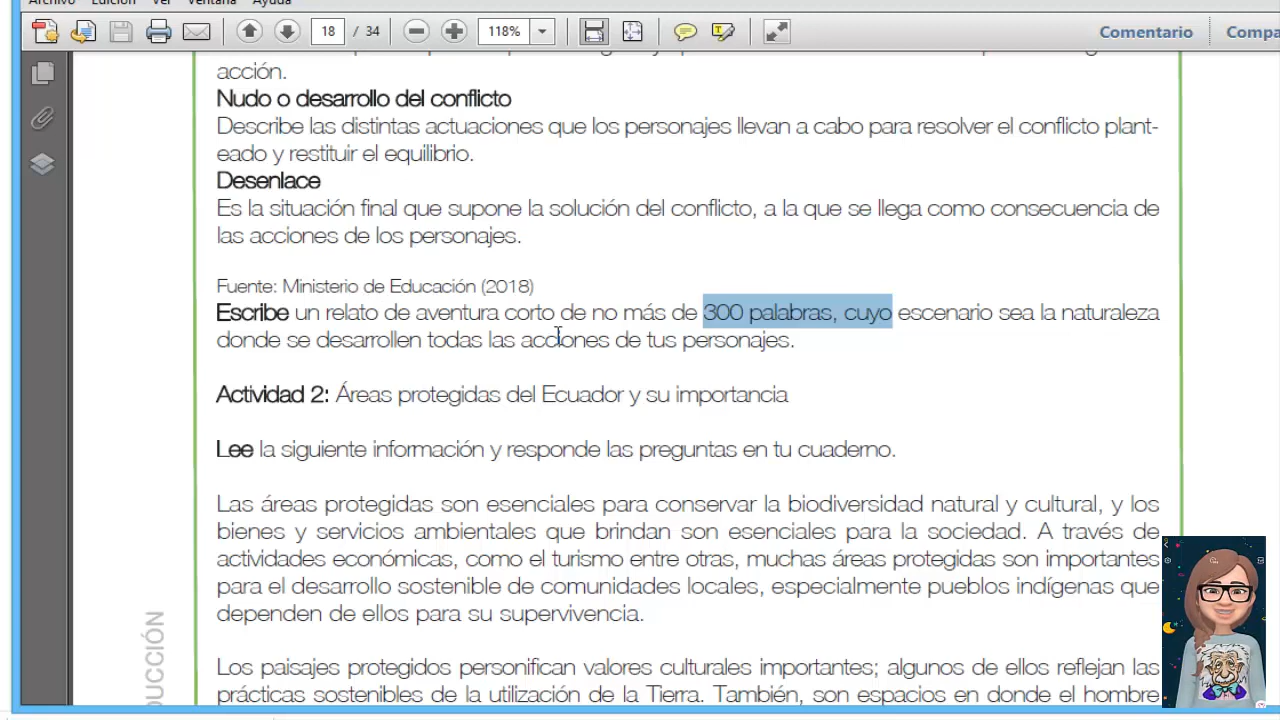 Archivo Edición Ver Ventana Ayuda
18 / 34 118% Comentario
acción.
Nudo o desarrollo del conflicto
Describe las distintas actuaciones que los personajes llevan a cabo para resolver el conflicto plant-
eado y restituir el equilibrio.
Desenlace
Es la situación final que supone la solución del conflicto, a la que se llega como consecuencia de
las acciones de los personajes.
Fuente: Ministerio de Educación (2018)
Escribe un relato de aventura corto de no más de 300 palabras, cuyo escenario sea la naturaleza
donde se desarrollen todas las acciones de tus personajes.
Actividad 2: Áreas protegidas del Ecuador y su importancia
Lee la siguiente información y responde las preguntas en tu cuaderno.
Las áreas protegidas son esenciales para conservar la biodiversidad natural y cultural, y los
bienes y servicios ambientales que brindan son esenciales para la sociedad. A través de
actividades económicas, como el turismo entre otras, muchas áreas protegidas son importantes
para el desarrollo sostenible de comunidades locales, especialmente pueblos indígenas que
dependen de ellos para su supervivencia.
Los paisajes protegidos personifican valores culturales importantes; algunos de ellos reflejan las
prácticas sostenibles de la utilización de la Tierra. También, son espacios en donde el hombre